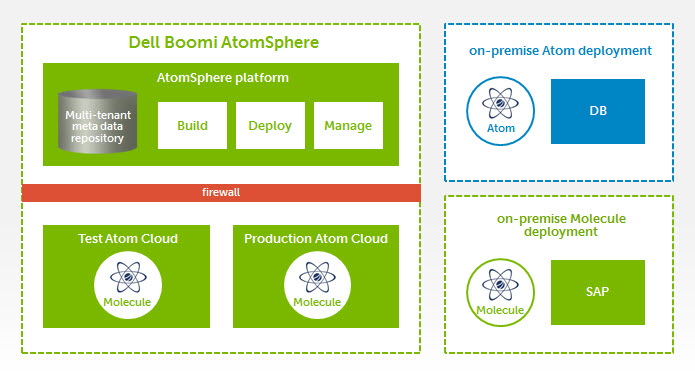 Dell Boomi AtomSphere
AtomSphere platform
Multi-tenant
meta data
repository
Build
Deploy
Manage
firewall
Test Atom Cloud
Molecule
Production Atom Cloud
Molecule
on-premise Atom deployment
Atom
DB
on-premise Molecule
deployment
Molecule
SAP